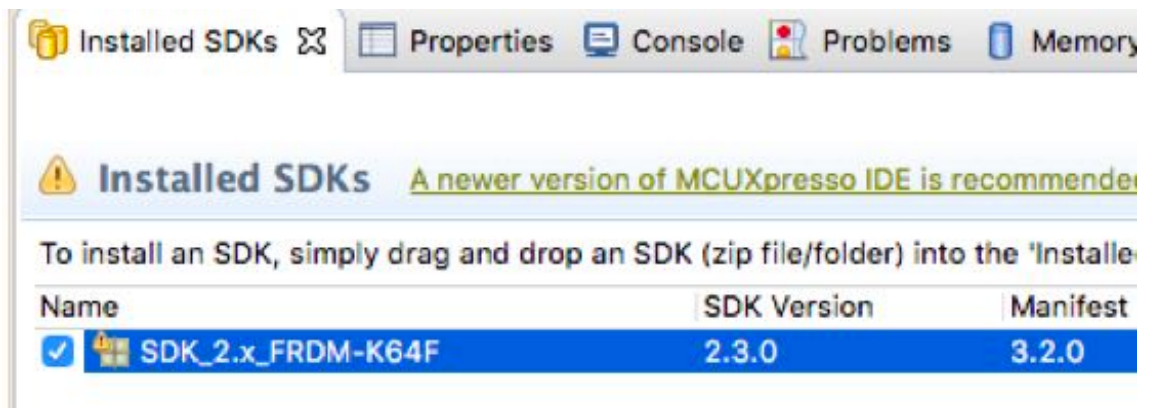 Installed SDKs Properties Console Problems Memory
Installed SDKs A newer version of MCUXpresso IDE is recommended
To install an SDK, simply drag and drop an SDK (zip file/folder) into the 'Installe
Name SDK Version Manifest
SDK_2.x_FRDM-K64F 2.3.0 3.2.0